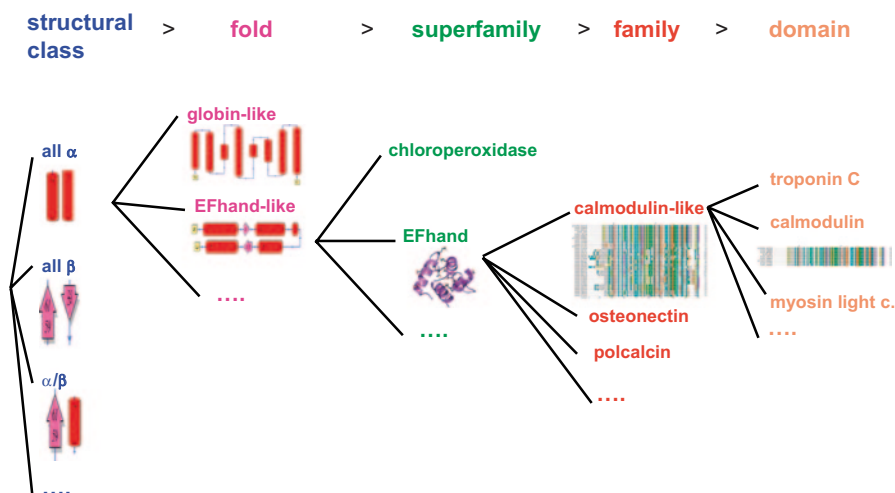 structural class > fold > superfamily > family > domain
globin-like
all α
chloroperoxidase
EFhand-like
calmodulin-like
troponin C
calmodulin
EFhand
all β
....
myosin light c.
osteonectin
....
....
polcalcin
α/β
....
....